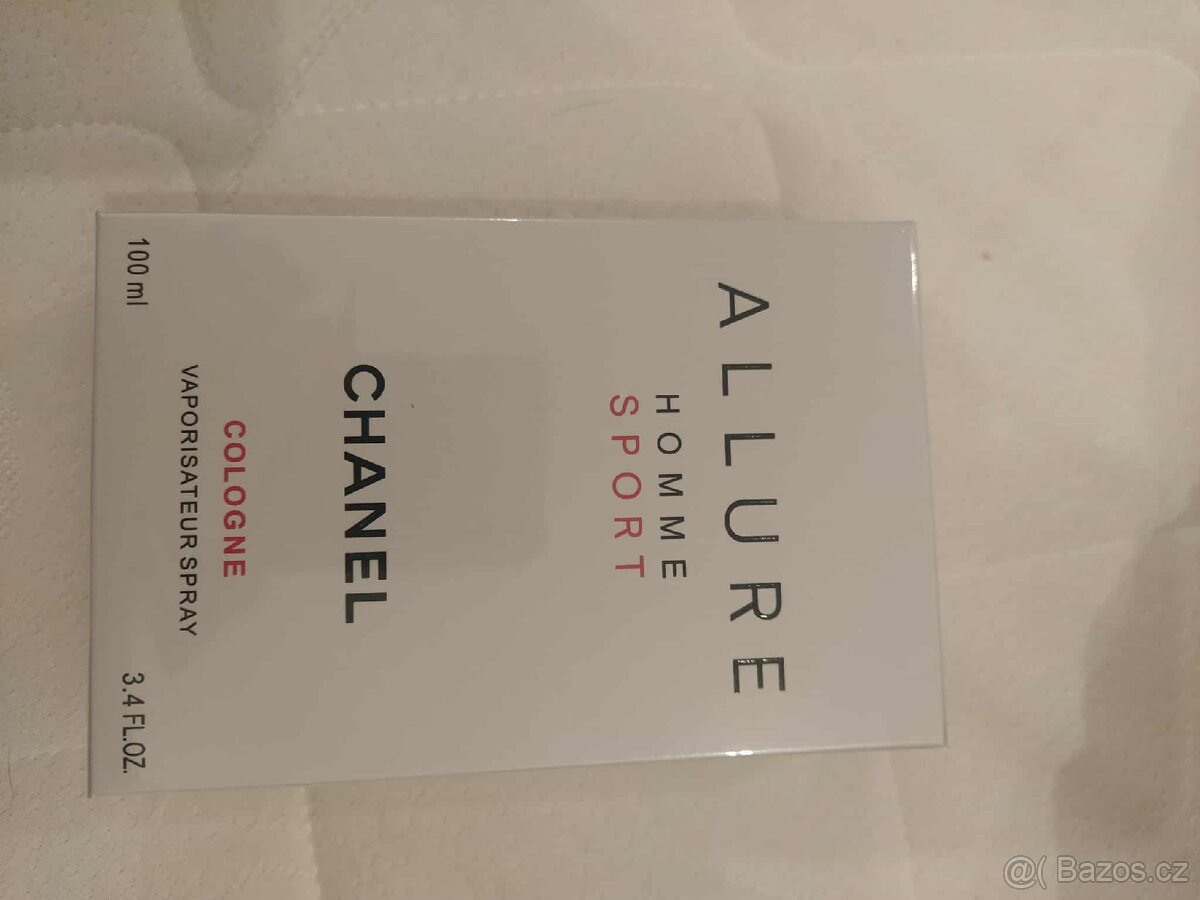 ALLURE
HOMME
SPORT
CHANEL
COLOGNE
VAPORISATEUR SPRAY
100 ml
3.4 FL.OZ.
@( Bazos.cz